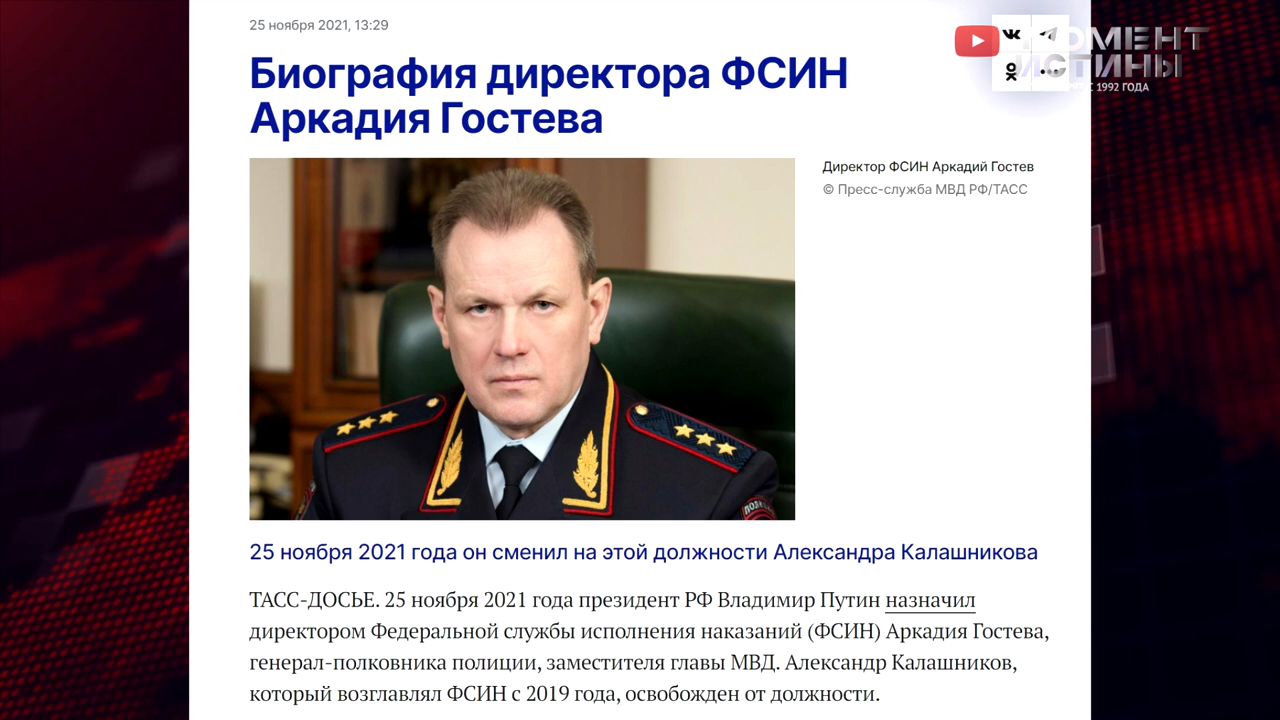 25 ноября 2021, 13:29
МОМЕНТ
ИСТИНЫ
С 1992 ГОДА
Биография директора ФСИН
Аркадия Гостева
Директор ФСИН Аркадий Гостев
© Пресс-служба МВД РФ/ТАСС
25 ноября 2021 года он сменил на этой должности Александра Калашникова
ТАСС-ДОСЬЕ. 25 ноября 2021 года президент РФ Владимир Путин назначил
директором Федеральной службы исполнения наказаний (ФСИН) Аркадия Гостева,
генерал-полковника полиции, заместителя главы МВД. Александр Калашников,
который возглавлял ФСИН с 2019 года, освобожден от должности.